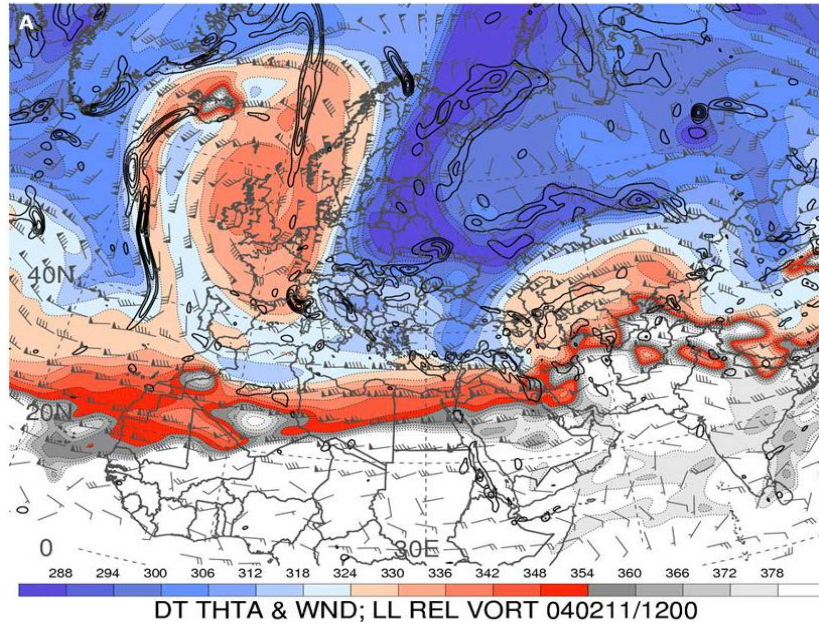 A
40N
20N
0
30E
288 294 300 306 312 318 324 330 336 342 348 354 360 366 372 378
DT THTA & WND; LL REL VORT 040211/1200